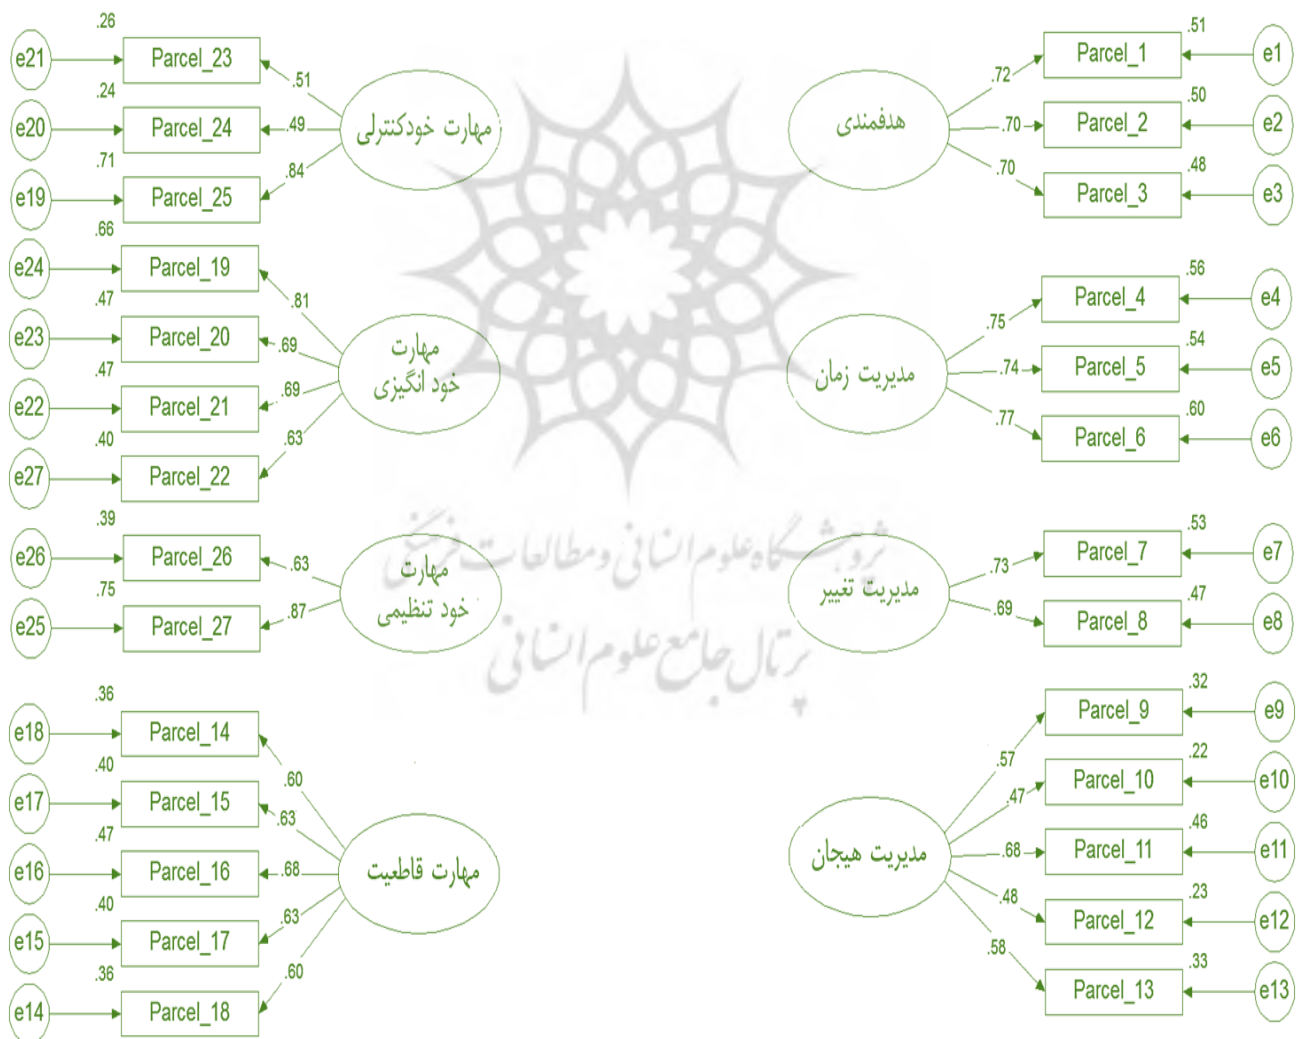 .26
e21
Parcel_23
.51
.24
e20
Parcel_24
.49
.71
e19
Parcel_25
.84
مهارت خودکنترلی
.66
e24
Parcel_19
.81
.47
e23
Parcel_20
.69
.47
e22
Parcel_21
.69
.40
e27
Parcel_22
.63
مهارت
خود انگیزی
.39
e26
Parcel_26
.63
.75
e25
Parcel_27
.87
مهارت
خود تنظیمی
.36
e18
Parcel_14
.60
.40
e17
Parcel_15
.63
.47
e16
Parcel_16
.68
.40
e15
Parcel_17
.63
.36
e14
Parcel_18
.60
مهارت قاطعیت
هدفمندی
.72
Parcel_1
.51
e1
.70
Parcel_2
.50
e2
.70
Parcel_3
.48
e3
مدیریت زمان
.75
Parcel_4
.56
e4
.74
Parcel_5
.54
e5
.77
Parcel_6
.60
e6
مدیریت تغییر
.73
Parcel_7
.53
e7
.69
Parcel_8
.47
e8
مدیریت هیجان
.57
Parcel_9
.32
e9
.47
Parcel_10
.22
e10
.68
Parcel_11
.46
e11
.48
Parcel_12
.23
e12
.58
Parcel_13
.33
e13
پژوهشگاه علوم انسانی و مطالعات فرهنگی
پرتال جامع علوم انسانی